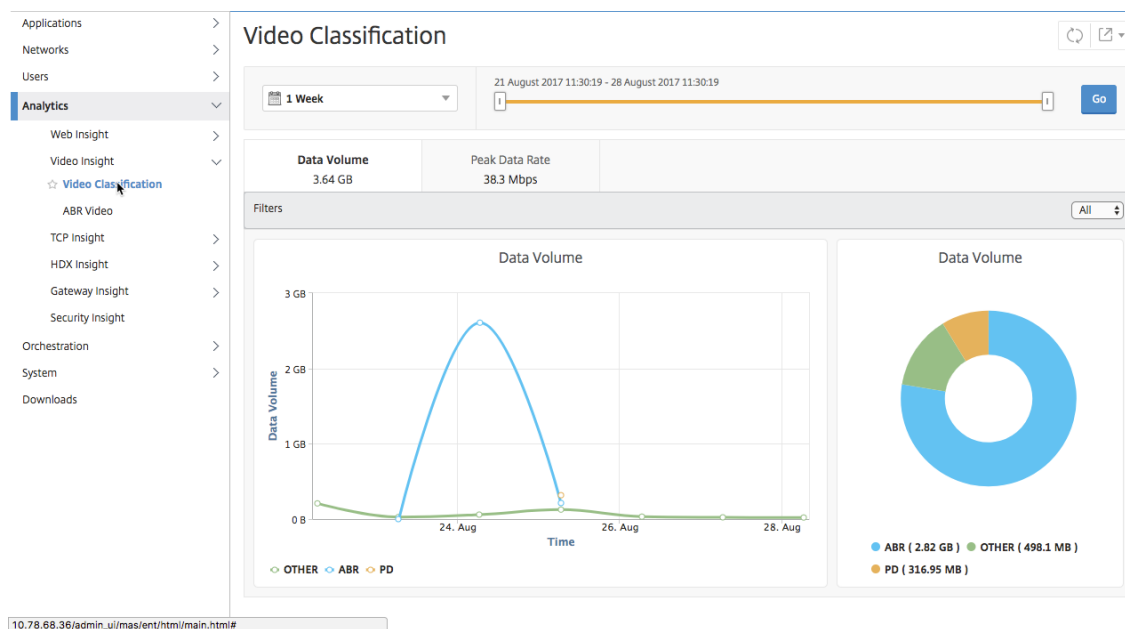 Applications
Networks
Users
Analytics
Web Insight
Video Insight
Video Classification
ABR Video
TCP Insight
HDX Insight
Gateway Insight
Security Insight
Orchestration
System
Downloads
Video Classification
1 Week
21 August 2017 11:30:19 - 28 August 2017 11:30:19
Go
Data Volume
3.64 GB
Peak Data Rate
38.3 Mbps
Filters
All
Data Volume
3 GB
2 GB
1 GB
0 B
Data Volume
24. Aug
26. Aug
28. Aug
Time
OTHER ABR PD
Data Volume
ABR ( 2.82 GB ) OTHER ( 498.1 MB )
PD ( 316.95 MB )
10.78.68.36/admin_ui/mas/ent/html/main.html#